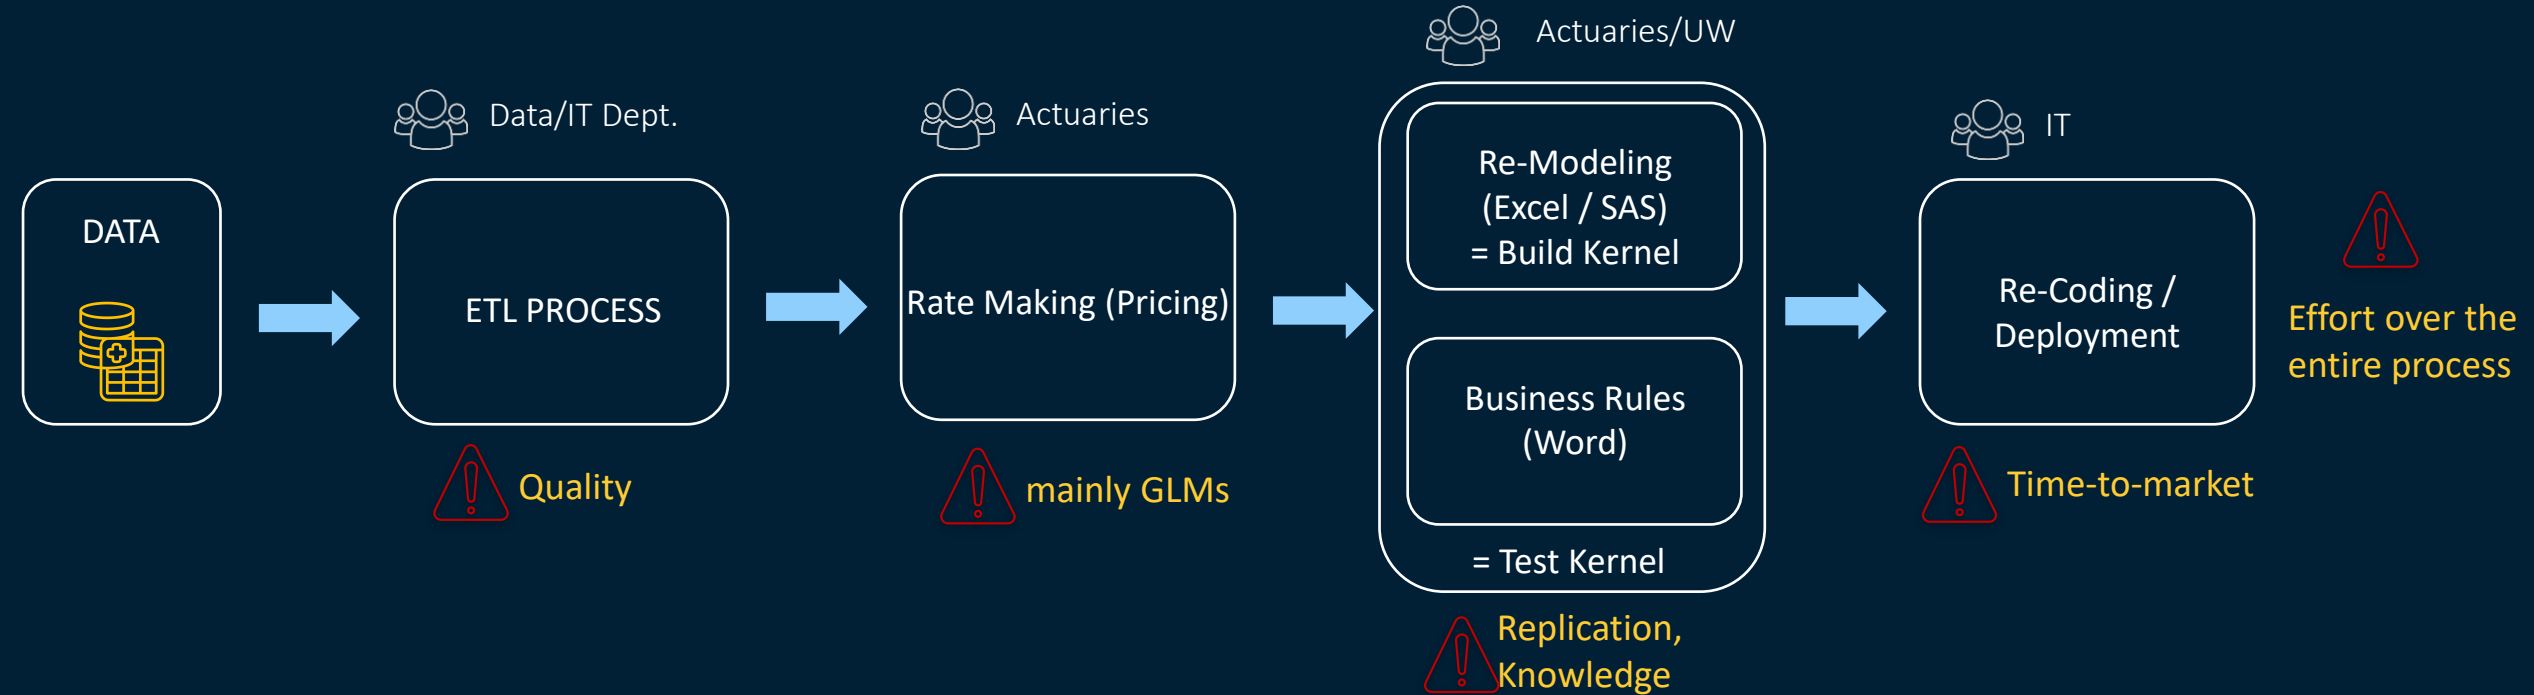 DATA
Data/IT Dept.
ETL PROCESS
Quality
Actuaries
Rate Making (Pricing)
mainly GLMs
Actuaries/UW
Re-Modeling
(Excel / SAS)
= Build Kernel
Business Rules
(Word)
= Test Kernel
Replication,
Knowledge
IT
Re-Coding /
Deployment
Time-to-market
Effort over the
entire process